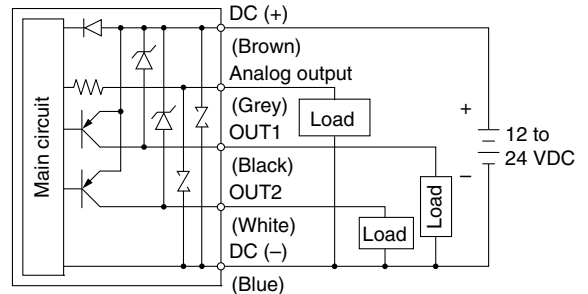 DC (+)
(Brown)
Analog output
(Grey)
Load
OUT1
(Black)
OUT2
(White)
Load
Load
DC (–)
(Blue)
Main circuit
+
12 to
24 VDC
–